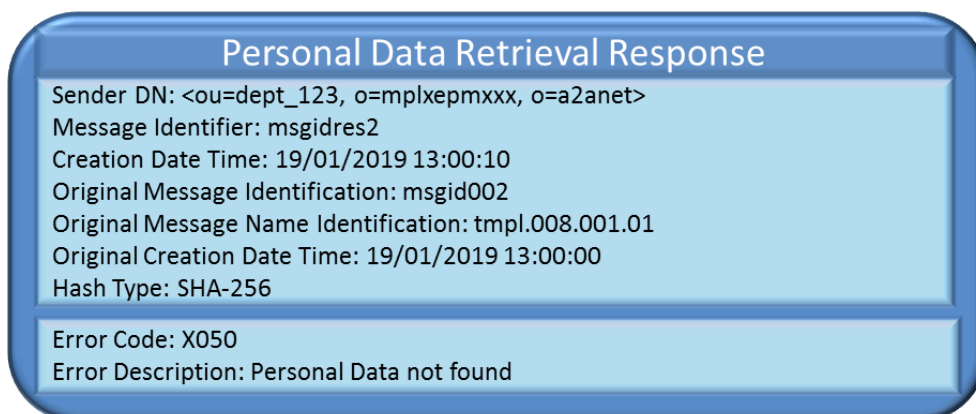 Personal Data Retrieval Response
Sender DN: <ou=dept_123, o=mplxepmxxx, o=a2anet>
Message Identifier: msgidres2
Creation Date Time: 19/01/2019 13:00:10
Original Message Identification: msgid002
Original Message Name Identification: tmpl.008.001.01
Original Creation Date Time: 19/01/2019 13:00:00
Hash Type: SHA-256
Error Code: X050
Error Description: Personal Data not found